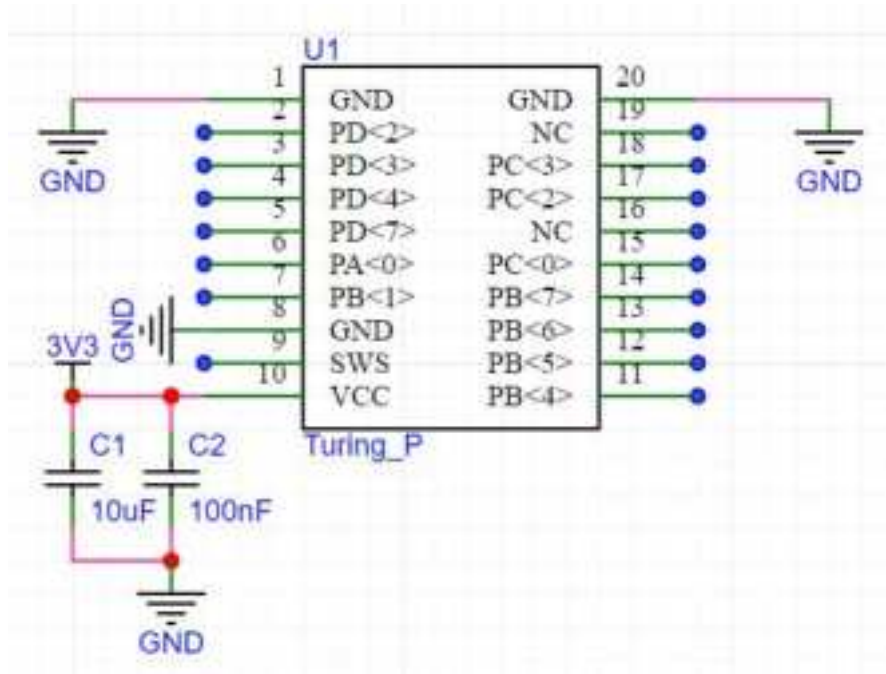 U1
1 GND GND 20
2 PD<2> NC 19
3 PD<3> PC<3> 18
4 PD<4> PC<2> 17
5 PD<7> NC 16
6 PA<0> PC<0> 15
7 PB<1> PB<7> 14
8 GND PB<6> 13
9 SWS PB<5> 12
10 VCC PB<4> 11
Turing_P
GND
GND
GND
3V3
C1
10uF
C2
100nF
GND